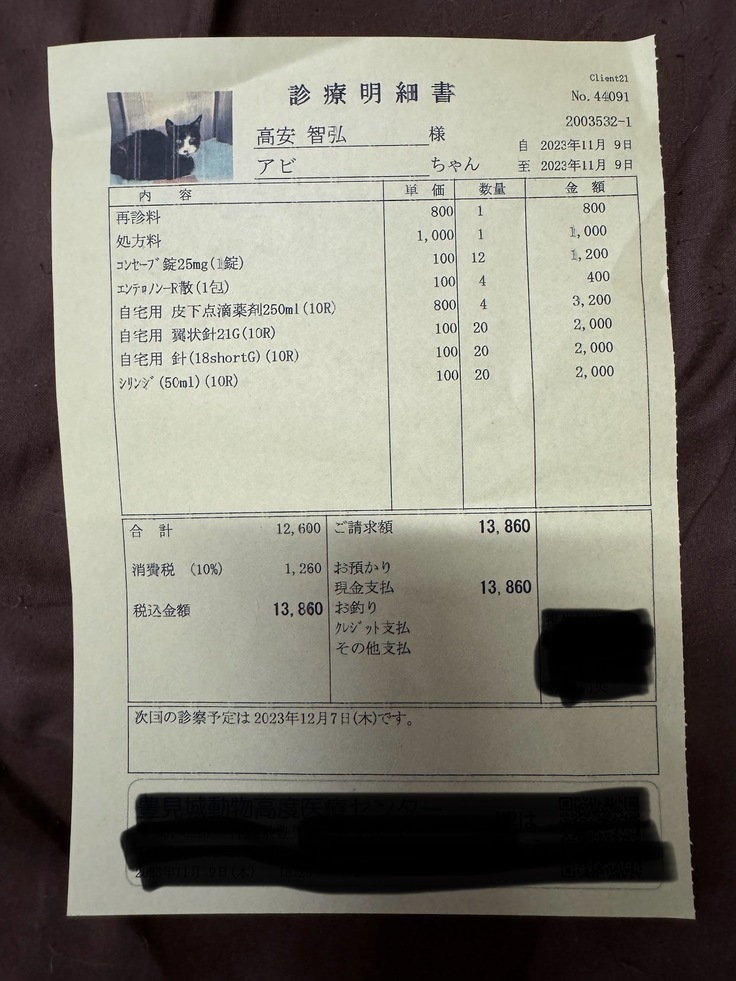 Client21
診療明細書
No.44091
2003532-1
高安 智弘 様
自 2023年11月 9日
アビ ちゃん
至 2023年11月 9日
内 容 単 価 数量 金 額
再診料 800 1 800
処方料 1,000 1 1,000
コンセーブ錠25mg(1錠) 100 12 1,200
エンテロノーR散(1包) 100 4 400
自宅用 皮下点滴薬剤250ml(10R) 800 4 3,200
自宅用 翼状針21G(10R) 100 20 2,000
自宅用 針(18shortG)(10R) 100 20 2,000
シリンジ(50ml)(10R) 100 20 2,000
合 計 12,600 ご請求額 13,860
消費税 (10%) 1,260 お預かり
現金支払 13,860
税込金額 13,860 お釣り
クレジット支払
その他支払
次回の診察予定は2023年12月7日(木)です。